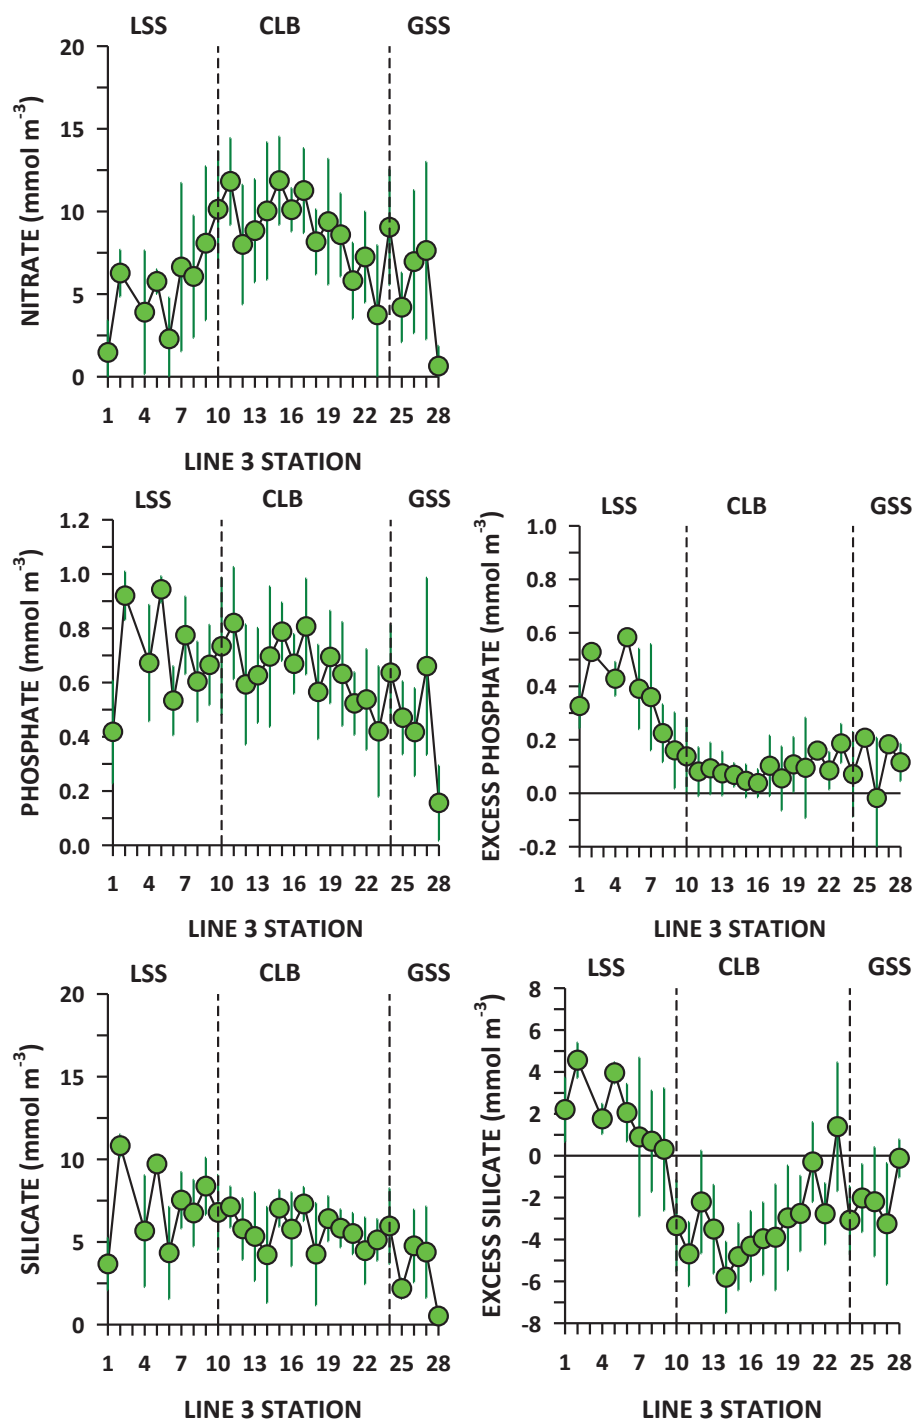 LSS CLB GSS
20
15
10
5
0
NITRATE (mmol m-3)
1 4 7 10 13 16 19 22 25 28
LINE 3 STATION
LSS CLB GSS
1.2
1.0
0.8
0.6
0.4
0.2
0.0
PHOSPHATE (mmol m-3)
1 4 7 10 13 16 19 22 25 28
LINE 3 STATION
LSS CLB GSS
1.0
0.8
0.6
0.4
0.2
0.0
-0.2
EXCESS PHOSPHATE (mmol m-3)
1 4 7 10 13 16 19 22 25 28
LINE 3 STATION
LSS CLB GSS
20
15
10
5
0
SILICATE (mmol m-3)
1 4 7 10 13 16 19 22 25 28
LINE 3 STATION
LSS CLB GSS
8
6
4
2
0
-2
-4
-6
-8
EXCESS SILICATE (mmol m-3)
1 4 7 10 13 16 19 22 25 28
LINE 3 STATION